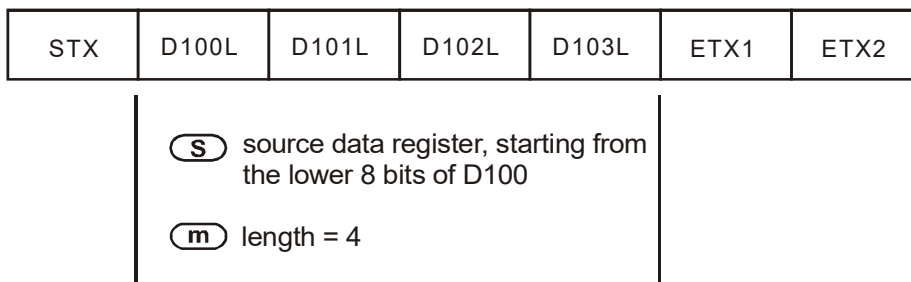 STX D100L D101L D102L D103L ETX1 ETX2
S source data register, starting from
the lower 8 bits of D100
m length = 4